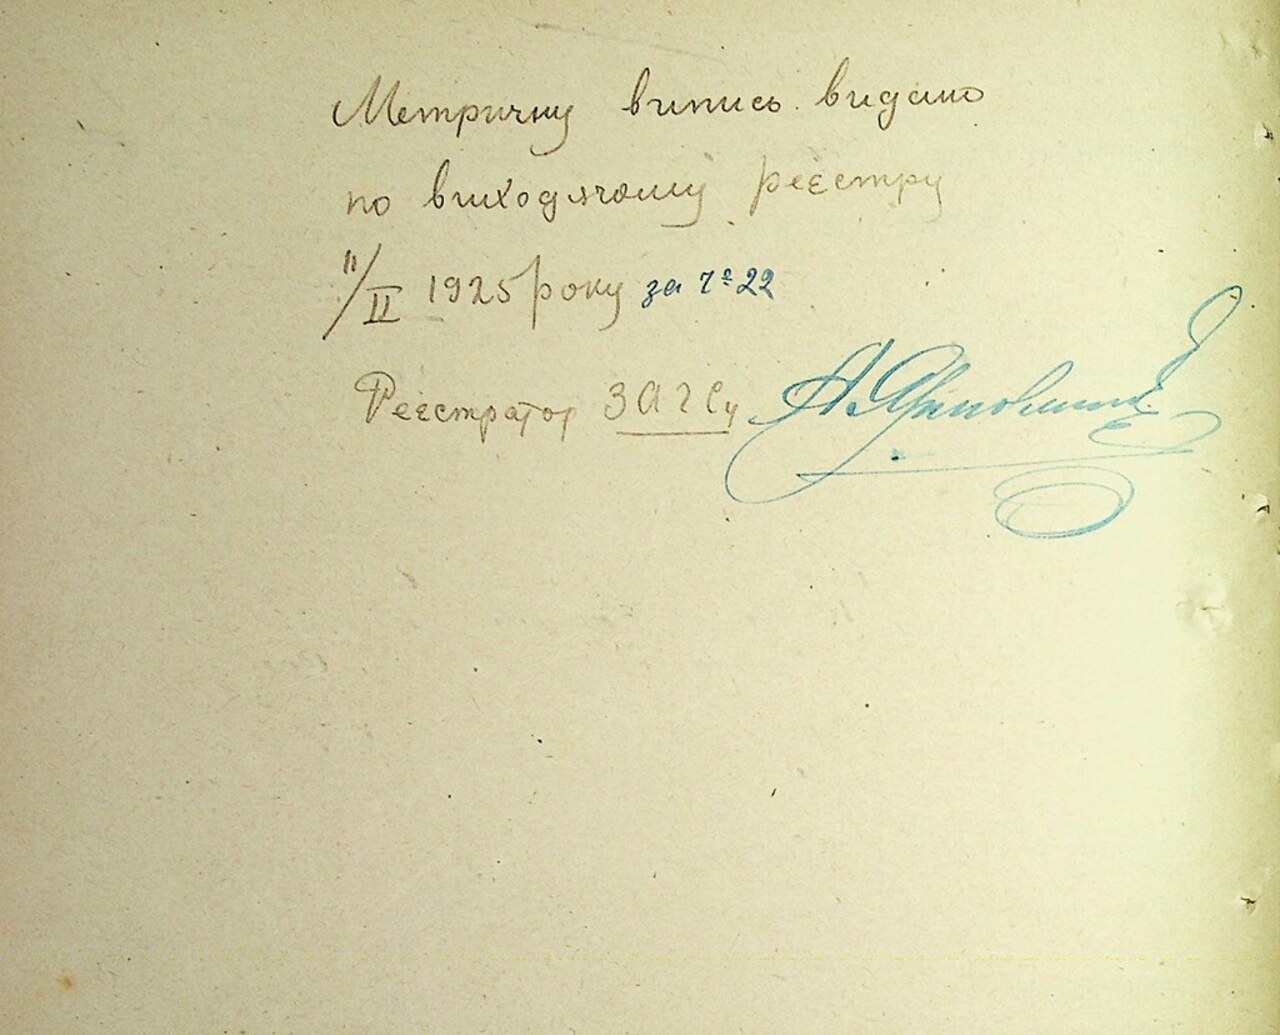 Метричну випись видано
по виходячому реєстру
11/II 1925 року за № 22
Реєстратор ЗАГСу